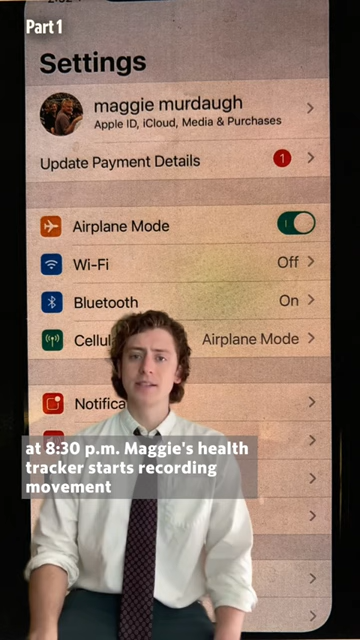 Part 1
Settings
maggie murdaugh
Apple ID, iCloud, Media & Purchases
Update Payment Details
1
Airplane Mode
Wi-Fi
Off
Bluetooth
On
Airplane Mode
at 8:30 p.m. Maggie's health
tracker starts recording
movement